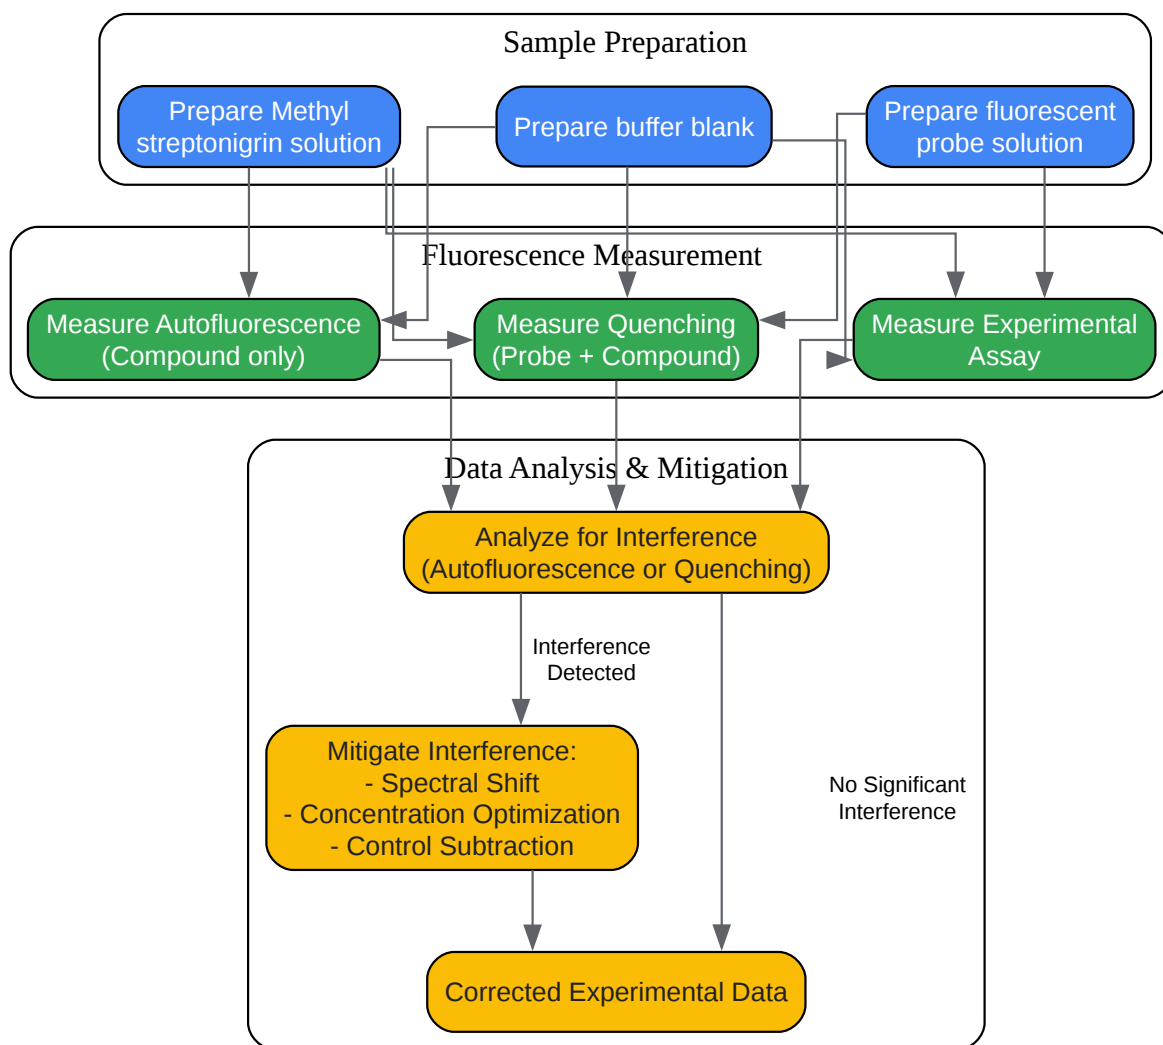 Sample Preparation
Prepare Methyl
streptonigrin solution
Prepare buffer blank
Prepare fluorescent
probe solution
Fluorescence Measurement
Measure Autofluorescence
(Compound only)
Measure Quenching
(Probe + Compound)
Measure Experimental
Assay
Data Analysis & Mitigation
Analyze for Interference
(Autofluorescence or Quenching)
Interference
Detected
Mitigate Interference:
- Spectral Shift
- Concentration Optimization
- Control Subtraction
No Significant
Interference
Corrected Experimental Data